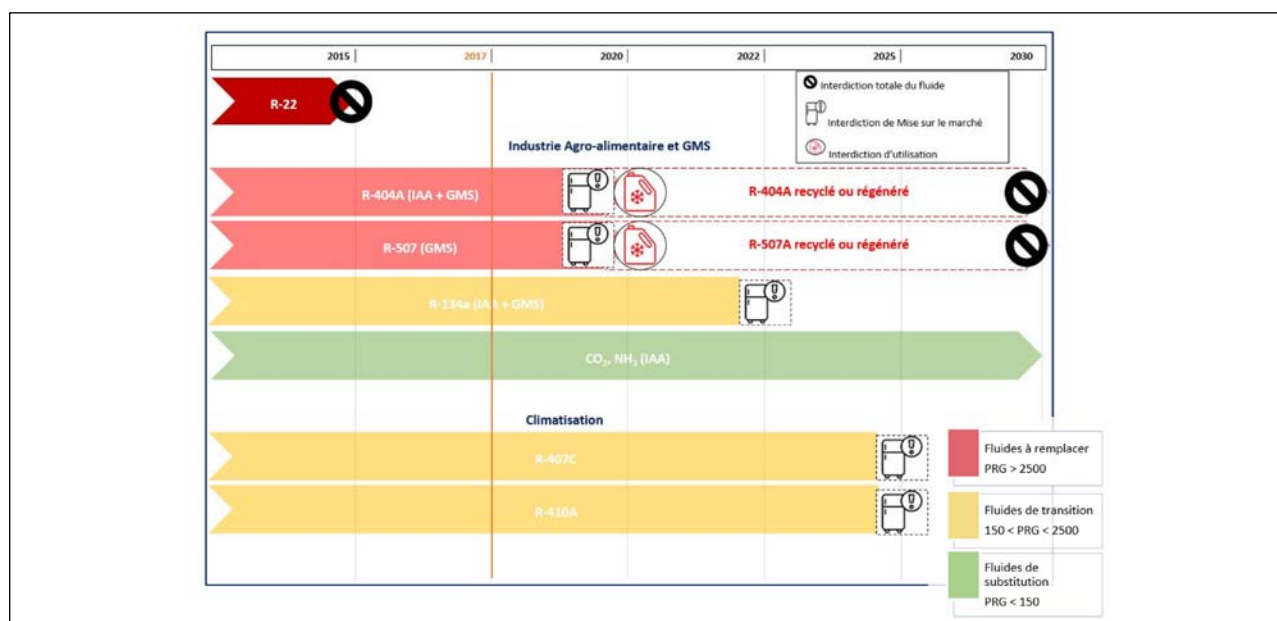 2015 2017 2020 2022 2025 2030
R-22
Interdiction totale du fluide
Interdiction de Mise sur le marché
Interdiction d'utilisation
Industrie Agro-alimentaire et GMS
R-404A (IAA + GMS)
R-404A recyclé ou régénéré
R-507 (GMS)
R-507A recyclé ou régénéré
R-134a (IAA + GMS)
CO₂, NH₃ (IAA)
Climatisation
R-407C
R-410A
Fluides à remplacer
PRG > 2500
Fluides de transition
150 < PRG < 2500
Fluides de
substitution
PRG < 150